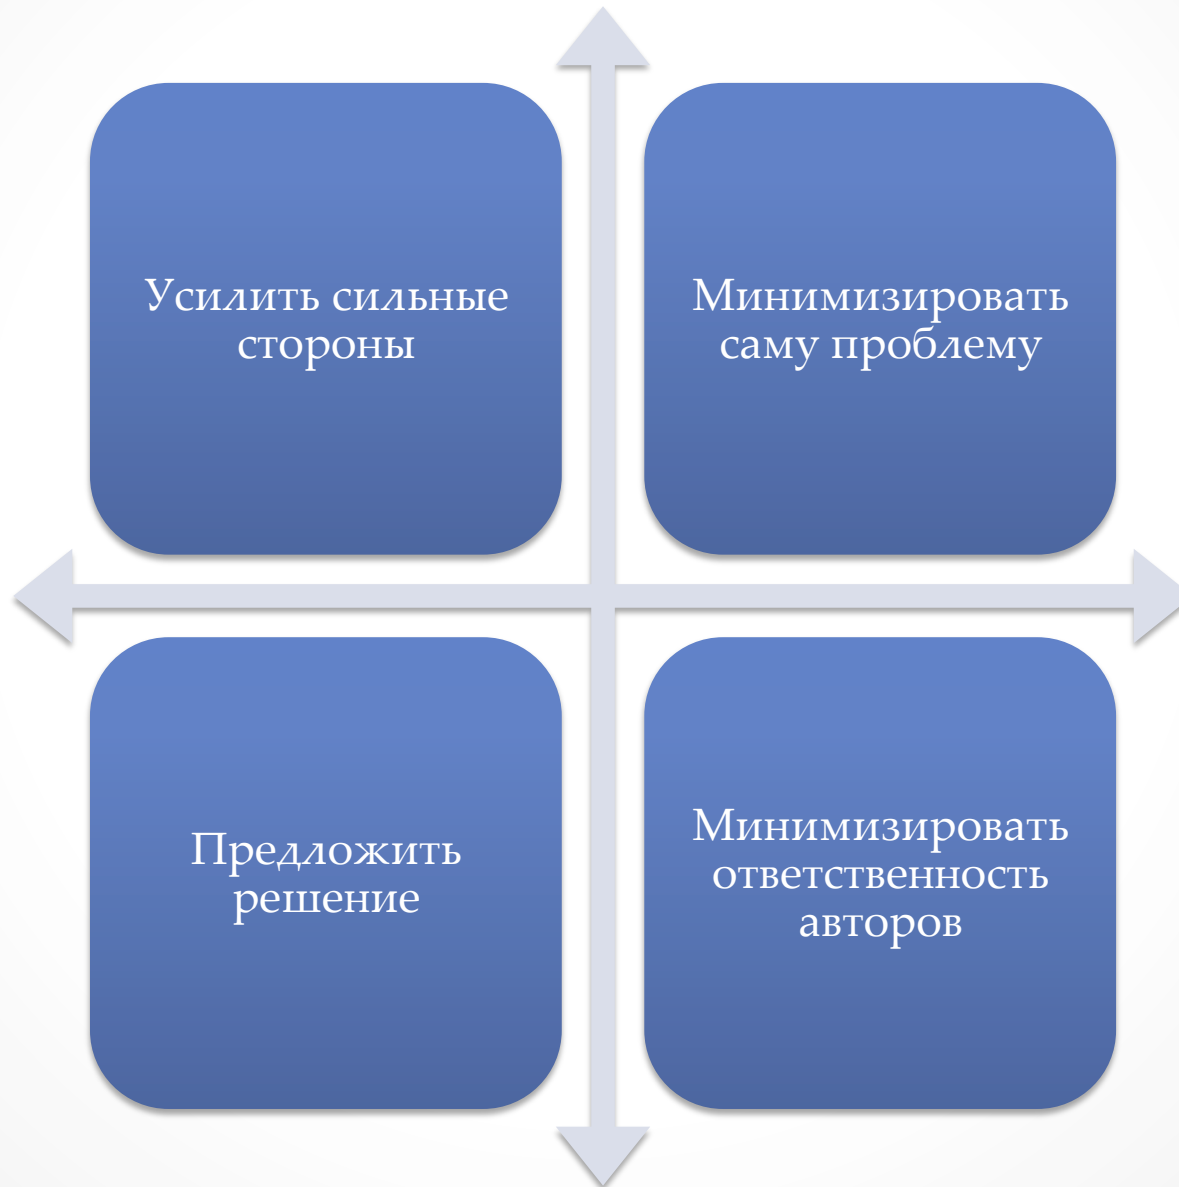 Усилить сильные
стороны
Минимизировать
саму проблему
Предложить
решение
Минимизировать
ответственность
авторов